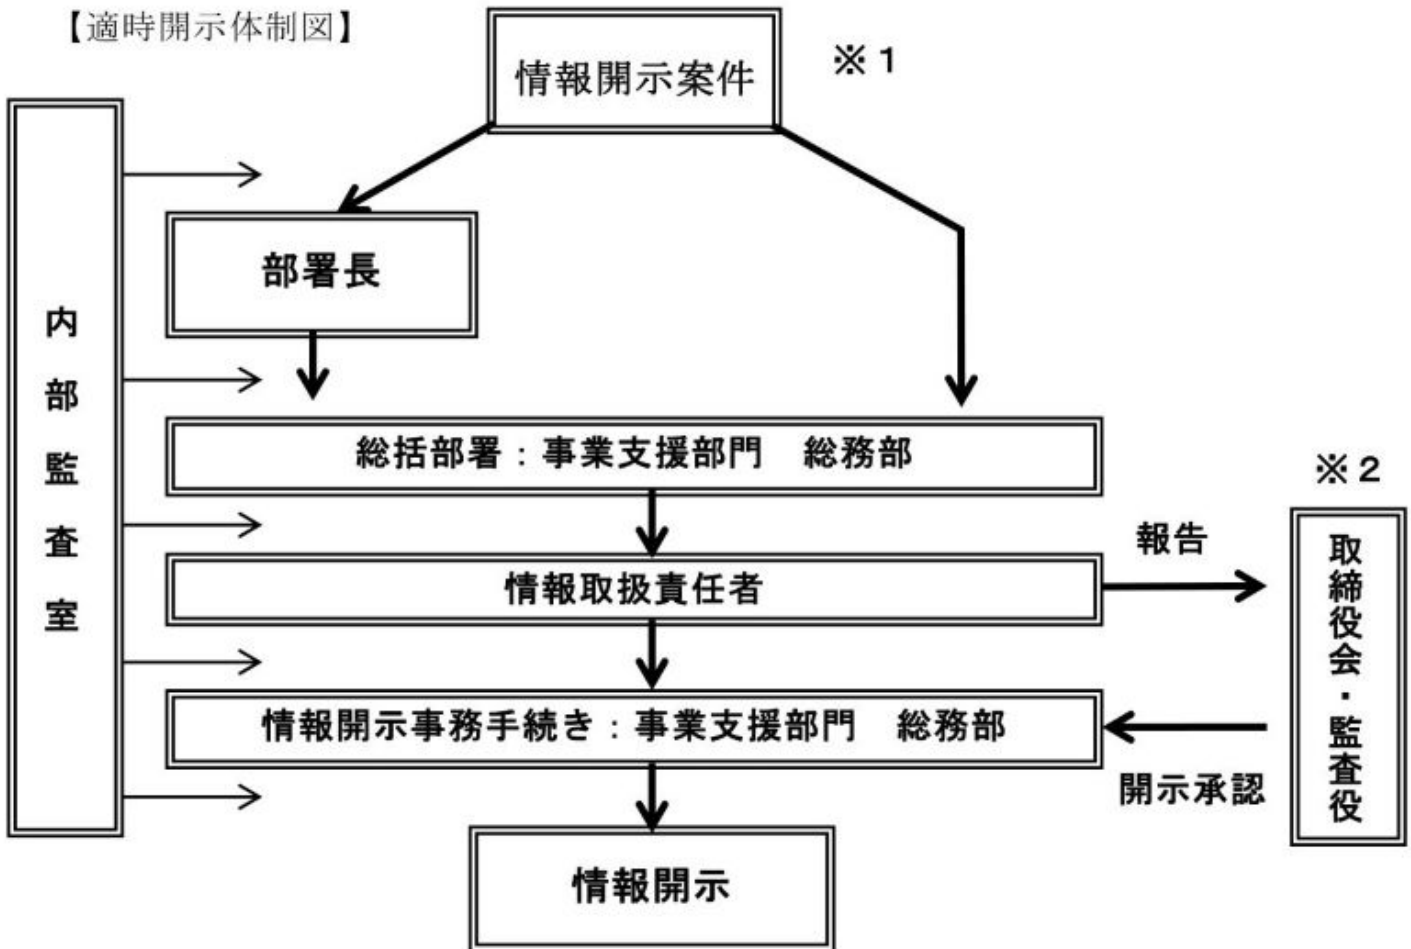 【適時開示体制図】
情報開示案件
※1
部署長
内部監査室
総括部署：事業支援部門　総務部
※2
報告
情報取扱責任者
取締役会・監査役
情報開示事務手続き：事業支援部門　総務部
開示承認
情報開示